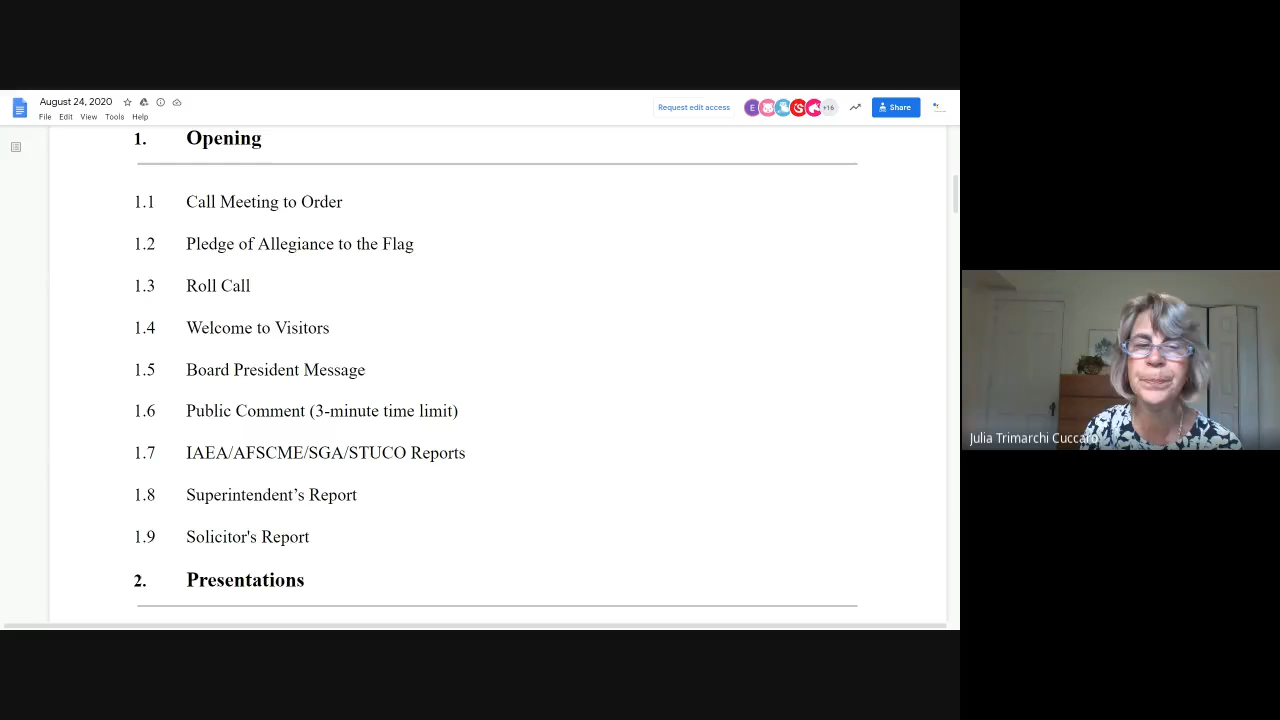 August 24, 2020
File Edit View Tools Help
Request edit access
E
+16
Share
1. Opening
1.1 Call Meeting to Order
1.2 Pledge of Allegiance to the Flag
1.3 Roll Call
1.4 Welcome to Visitors
1.5 Board President Message
1.6 Public Comment (3-minute time limit)
1.7 IAEA/AFSCME/SGA/STUCO Reports
1.8 Superintendent’s Report
1.9 Solicitor's Report
2. Presentations
Julia Trimarchi Cuccaro